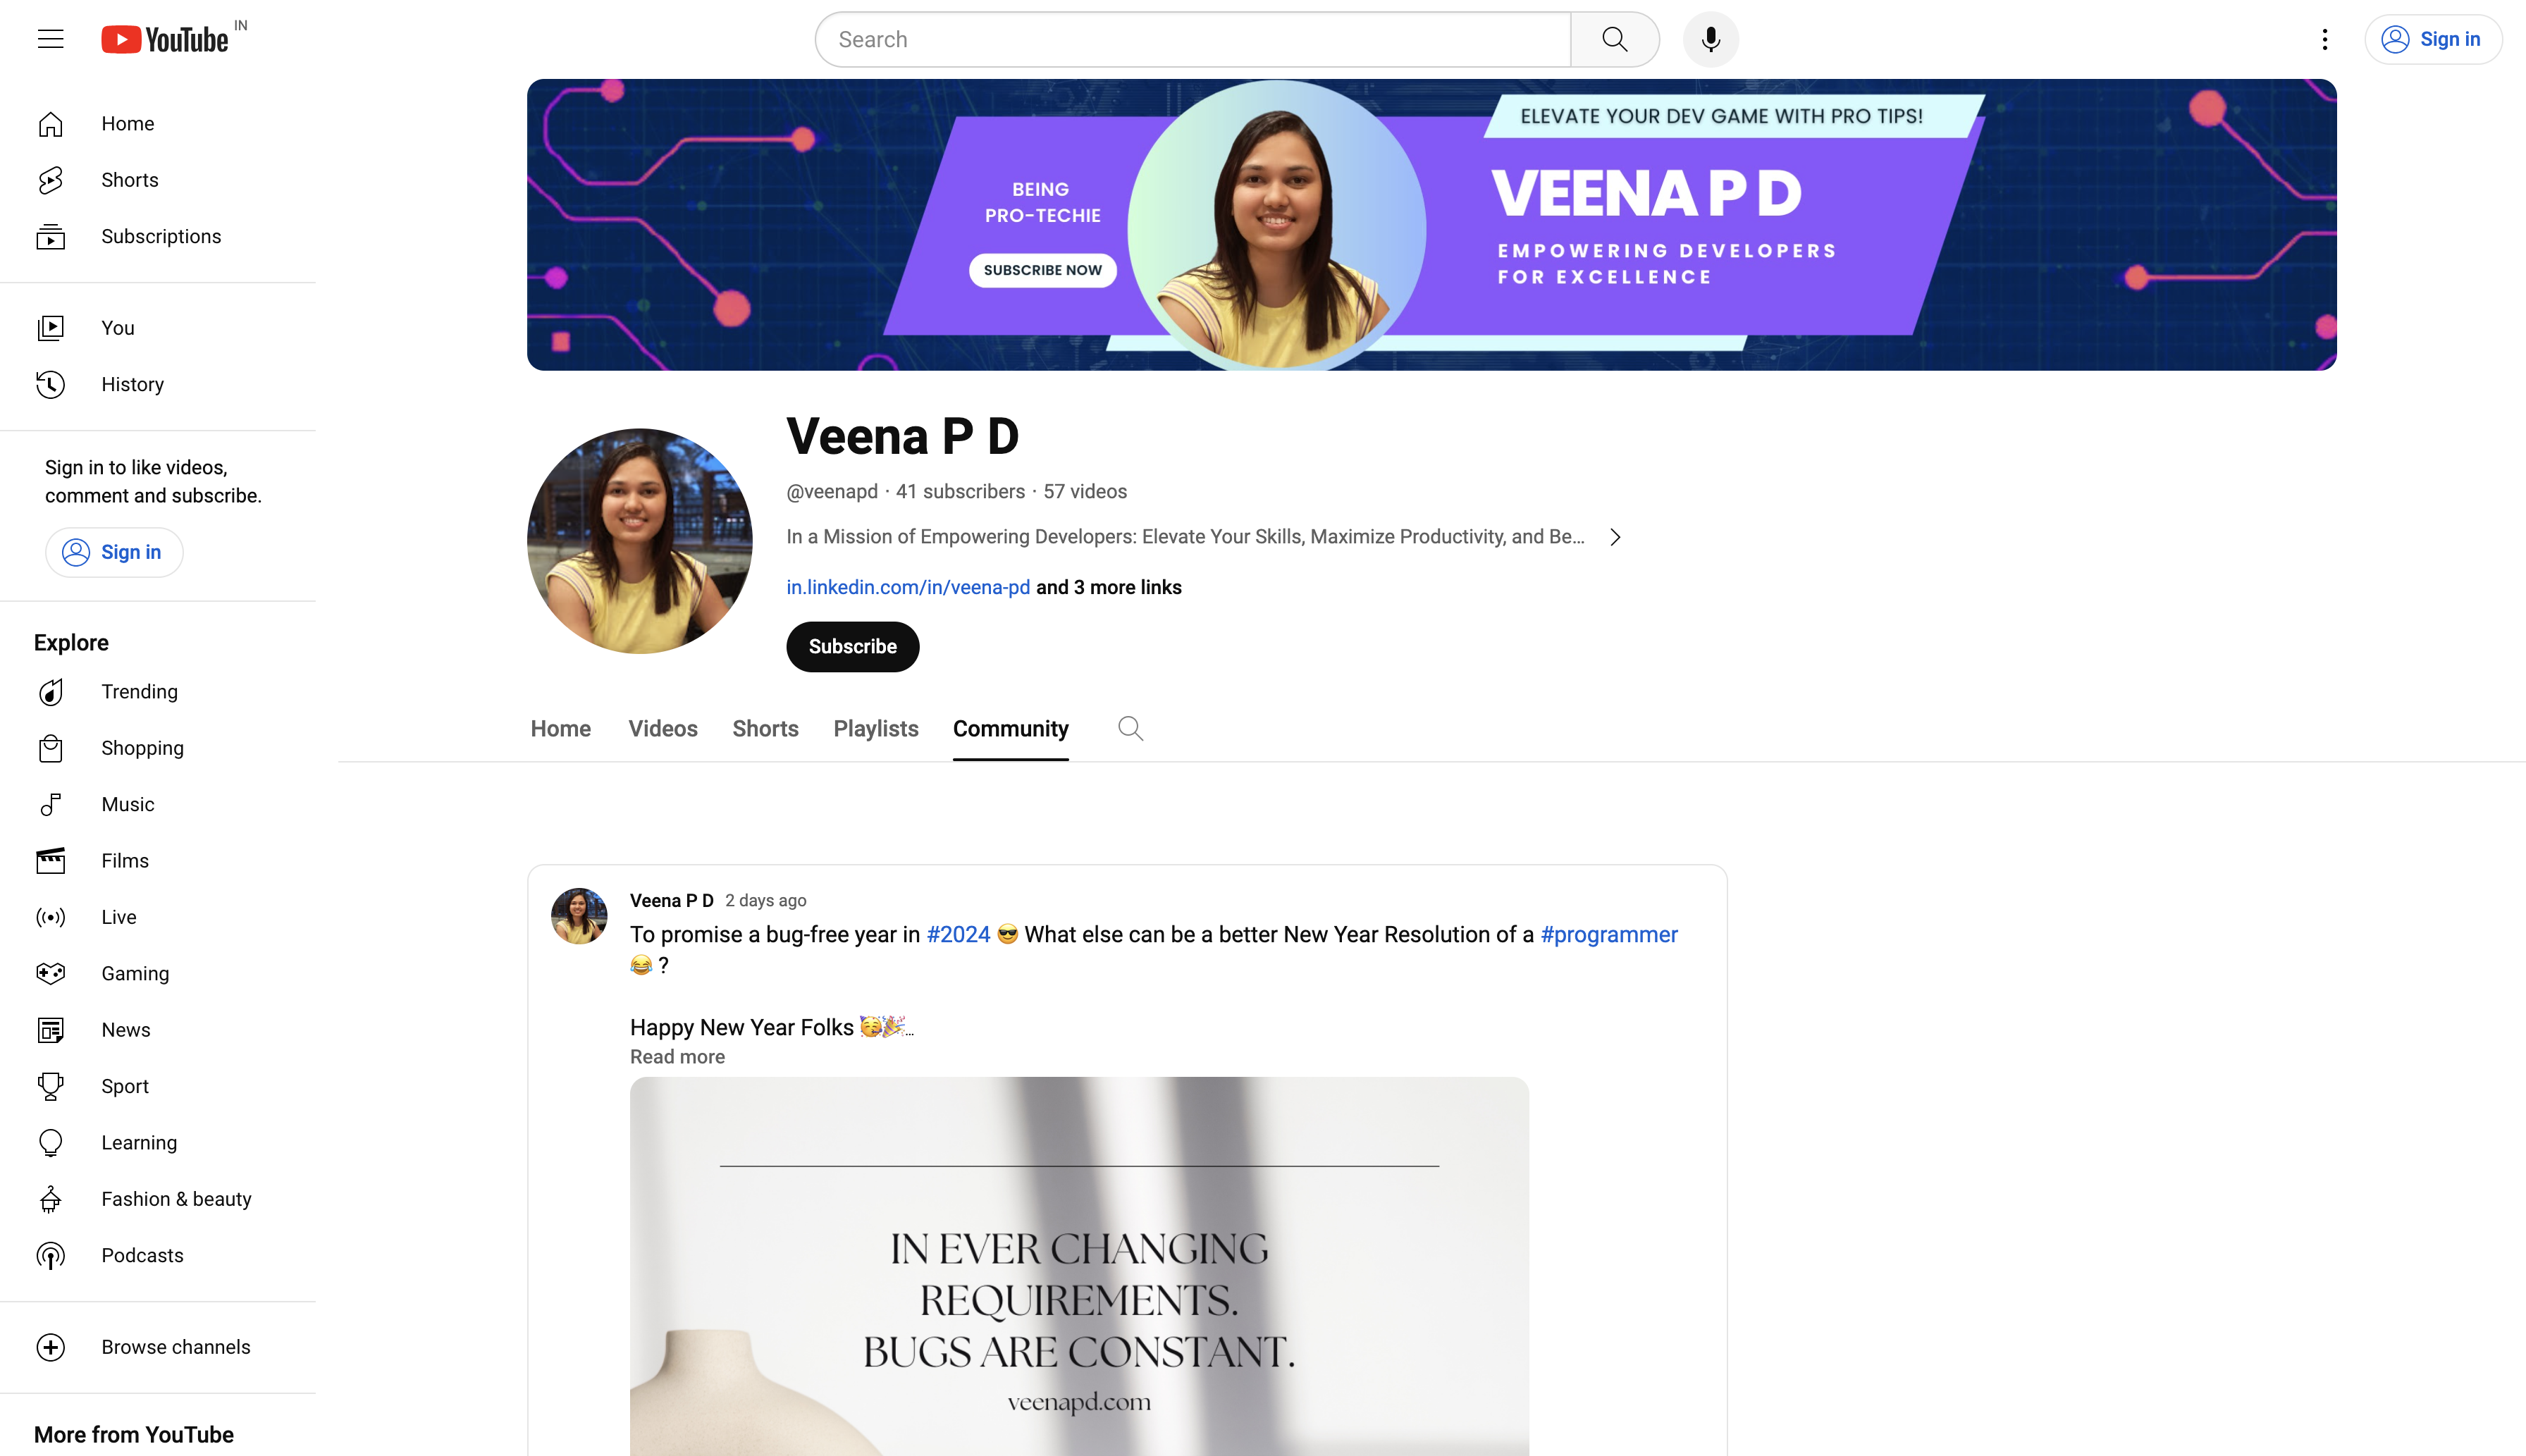 YouTube IN
Search
Sign in
Home
Shorts
Subscriptions
You
History
Sign in to like videos,
comment and subscribe.
Sign in
Explore
Trending
Shopping
Music
Films
Live
Gaming
News
Sport
Learning
Fashion & beauty
Podcasts
Browse channels
More from YouTube
BEING
PRO-TECHIE
SUBSCRIBE NOW
ELEVATE YOUR DEV GAME WITH PRO TIPS!
VEENA P D
EMPOWERING DEVELOPERS
FOR EXCELLENCE
Veena P D
@veenapd · 41 subscribers · 57 videos
In a Mission of Empowering Developers: Elevate Your Skills, Maximize Productivity, and Be...
in.linkedin.com/in/veena-pd and 3 more links
Subscribe
Home Videos Shorts Playlists Community
Veena P D 2 days ago
To promise a bug-free year in #2024 😎 What else can be a better New Year Resolution of a #programmer
😂 ?
Happy New Year Folks 🥳🎉...
Read more
IN EVER CHANGING
REQUIREMENTS.
BUGS ARE CONSTANT.
veenapd.com